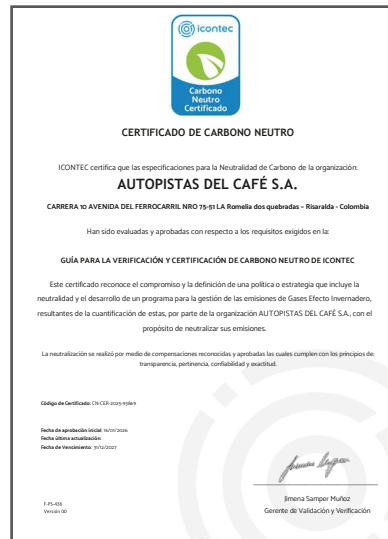 icontec
Carbono
Neutro
Certificado
CERTIFICADO DE CARBONO NEUTRO
ICONTEC certifica que las especificaciones para la Neutralidad de Carbono de la organización:
AUTOPISTAS DEL CAFÉ S.A.
CARRERA 10 AVENIDA DEL FERROCARRIL NRO 75-51 LA Romelia dos quebradas – Risaralda - Colombia
Han sido evaluadas y aprobadas con respecto a los requisitos exigidos en la:
GUÍA PARA LA VERIFICACIÓN Y CERTIFICACIÓN DE CARBONO NEUTRO DE ICONTEC
Este certificado reconoce el compromiso y la definición de una política o estrategia que incluye la
neutralidad y el desarrollo de un programa para la gestión de las emisiones de Gases Efecto Invernadero,
resultantes de la cuantificación de estas, por parte de la organización AUTOPISTAS DEL CAFÉ S.A., con el
propósito de neutralizar sus emisiones.
La neutralización se realizó por medio de compensaciones reconocidas y aprobadas las cuales cumplen con los principios de:
transparencia, pertinencia, confiabilidad y exactitud.
Código de Certificado:
Fecha de aprobación inicial: 16/01/2026
Fecha última actualización:
Fecha de Vencimiento: 31/12/2027
Jimena Samper Muñoz
F-PS-436
Versión 00
Gerente de Validación y Verificación